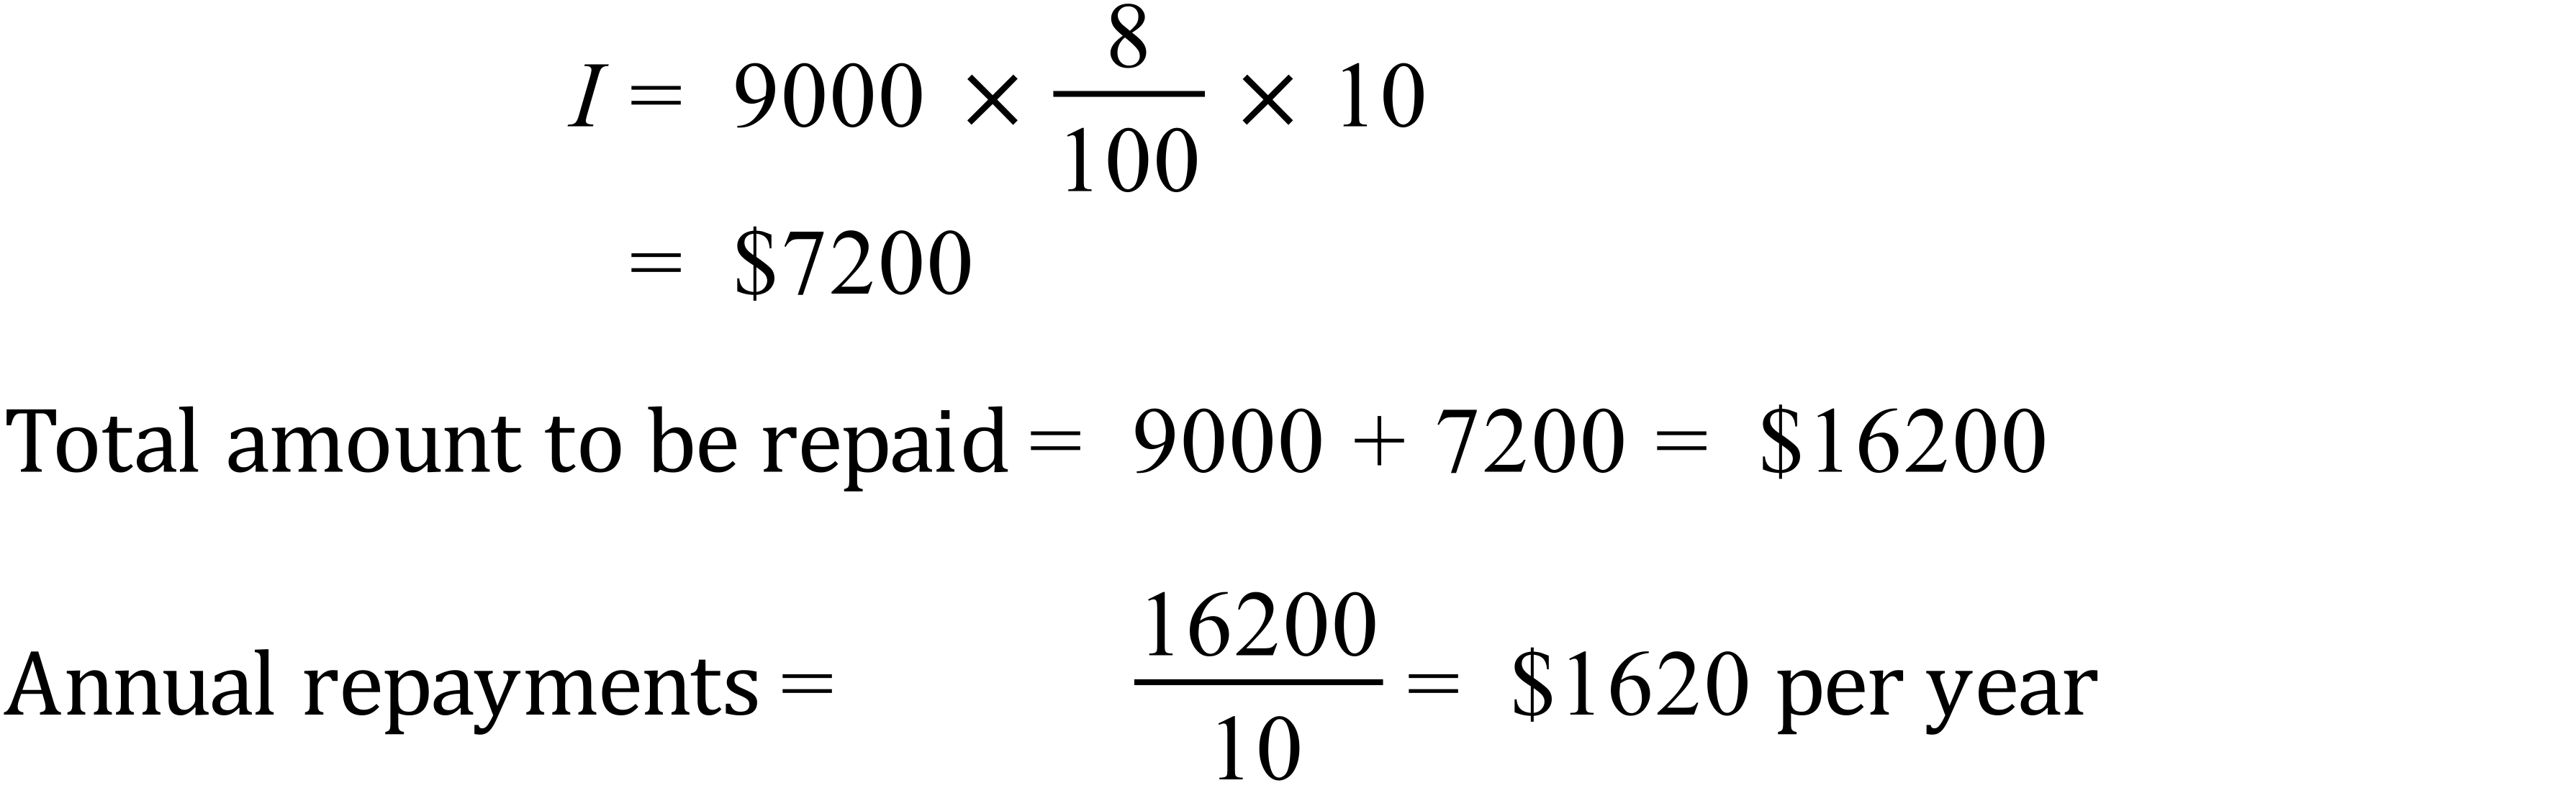 I = 9000 × 8/100 × 10
= $7200
Total amount to be repaid = 9000 + 7200 = $16200
Annual repayments = 16200/10 = $1620 per year